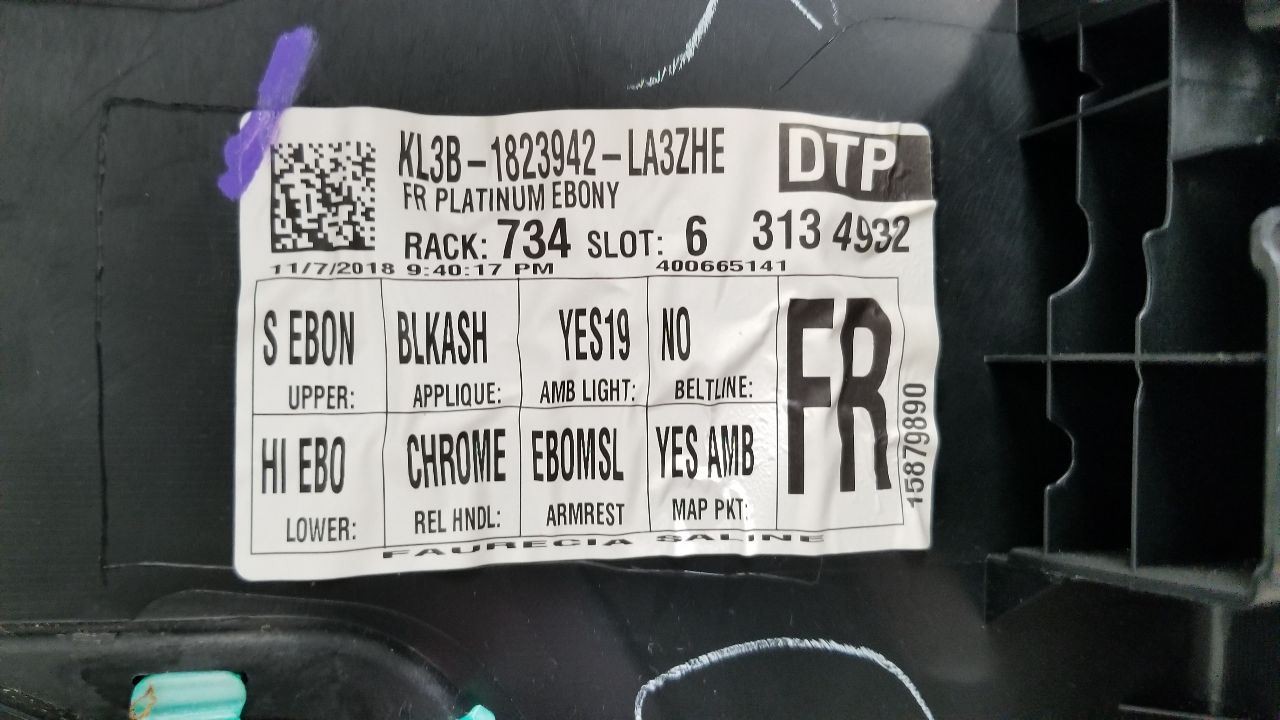 KL3B-1823942-LA3ZHE
DTP
FR PLATINUM EBONY
RACK: 734 SLOT: 6 313 4932
11/7/2018 9:40:17 PM 400665141
S EBON BLKASH YES19 NO
UPPER: APPLIQUE: AMB LIGHT: BELTLINE:
FR
HI EBO CHROME EBOMSL YES AMB
LOWER: REL HNDL: ARMREST MAP PKT:
15879890
FAURECIA SALINE